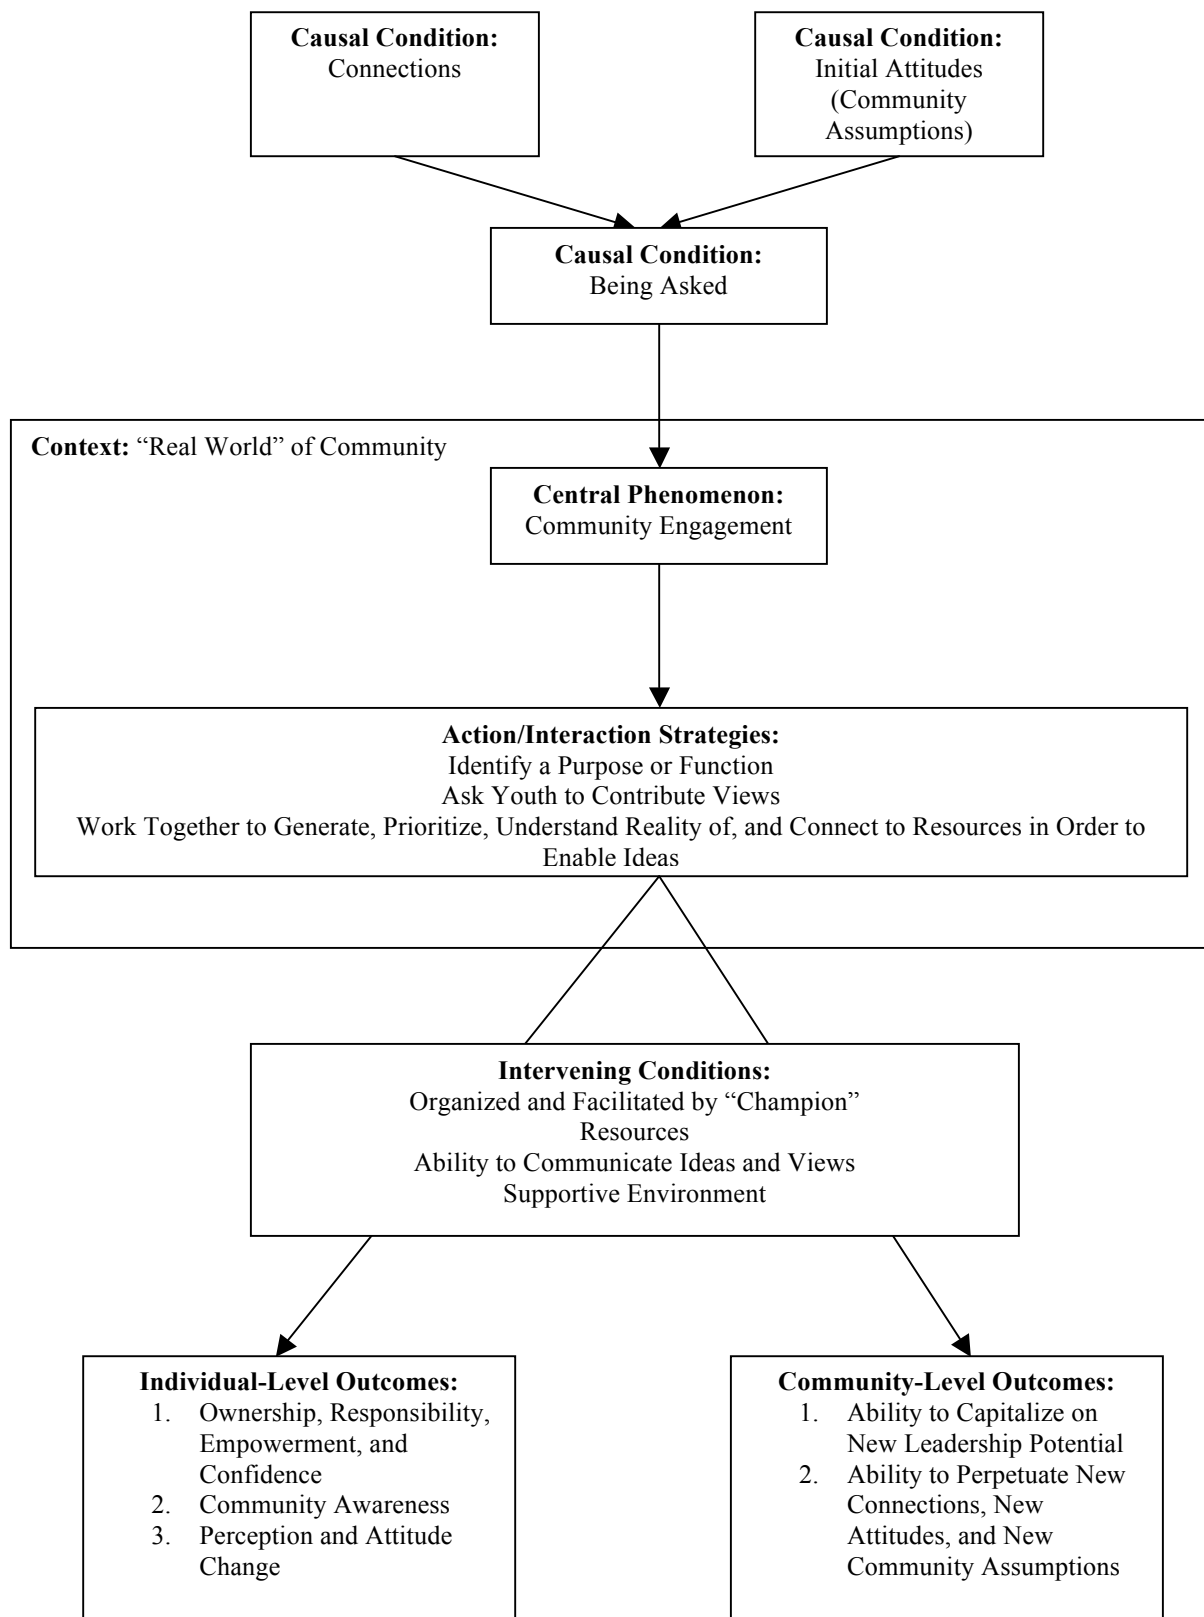 Causal Condition:
Connections
Causal Condition:
Initial Attitudes
(Community
Assumptions)
Causal Condition:
Being Asked
Context: “Real World” of Community
Central Phenomenon:
Community Engagement
Action/Interaction Strategies:
Identify a Purpose or Function
Ask Youth to Contribute Views
Work Together to Generate, Prioritize, Understand Reality of, and Connect to Resources in Order to
Enable Ideas
Intervening Conditions:
Organized and Facilitated by “Champion”
Resources
Ability to Communicate Ideas and Views
Supportive Environment
Individual-Level Outcomes:
1. Ownership, Responsibility,
Empowerment, and
Confidence
2. Community Awareness
3. Perception and Attitude
Change
Community-Level Outcomes:
1. Ability to Capitalize on
New Leadership Potential
2. Ability to Perpetuate New
Connections, New
Attitudes, and New
Community Assumptions